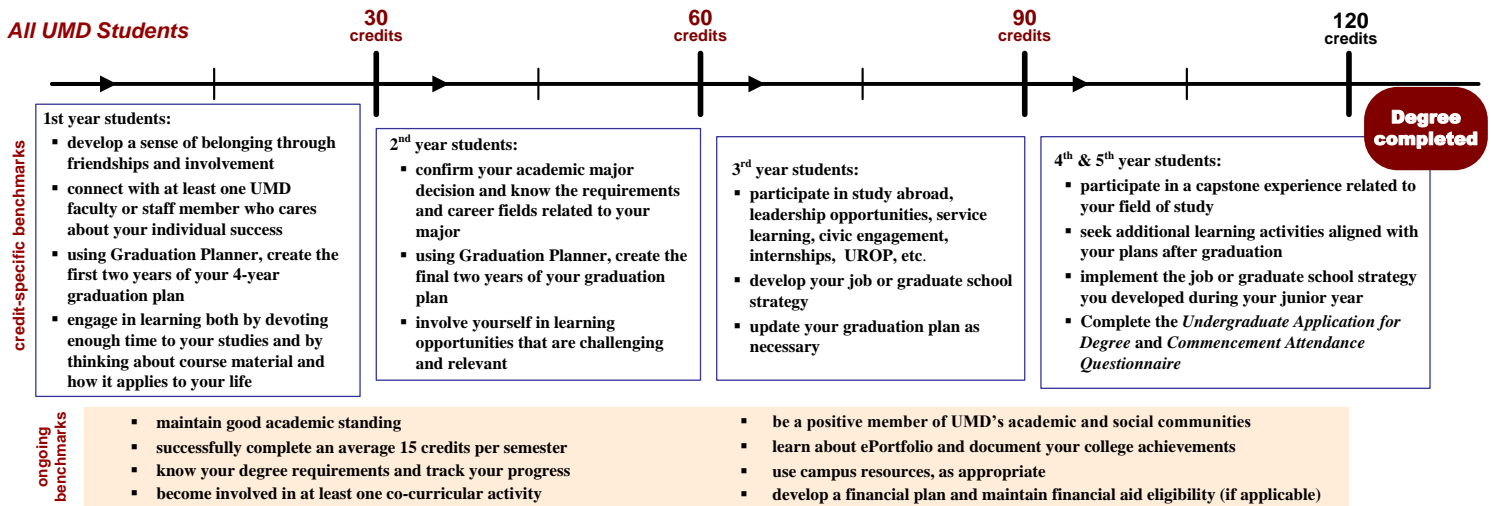 All UMD Students
30
credits
60
credits
90
credits
120
credits
Degree
completed
credit-specific benchmarks
1st year students:
▪ develop a sense of belonging through
friendships and involvement
▪ connect with at least one UMD
faculty or staff member who cares
about your individual success
▪ using Graduation Planner, create the
first two years of your 4-year
graduation plan
▪ engage in learning both by devoting
enough time to your studies and by
thinking about course material and
how it applies to your life
2nd year students:
▪ confirm your academic major
decision and know the requirements
and career fields related to your
major
▪ using Graduation Planner, create the
final two years of your graduation
plan
▪ involve yourself in learning
opportunities that are challenging
and relevant
3rd year students:
▪ participate in study abroad,
leadership opportunities, service
learning, civic engagement,
internships, UROP, etc.
▪ develop your job or graduate school
strategy
▪ update your graduation plan as
necessary
4th & 5th year students:
▪ participate in a capstone experience related to
your field of study
▪ seek additional learning activities aligned with
your plans after graduation
▪ implement the job or graduate school strategy
you developed during your junior year
▪ Complete the Undergraduate Application for
Degree and Commencement Attendance
Questionnaire
ongoing
benchmarks
▪ maintain good academic standing
▪ successfully complete an average 15 credits per semester
▪ know your degree requirements and track your progress
▪ become involved in at least one co-curricular activity
▪ be a positive member of UMD’s academic and social communities
▪ learn about ePortfolio and document your college achievements
▪ use campus resources, as appropriate
▪ develop a financial plan and maintain financial aid eligibility (if applicable)